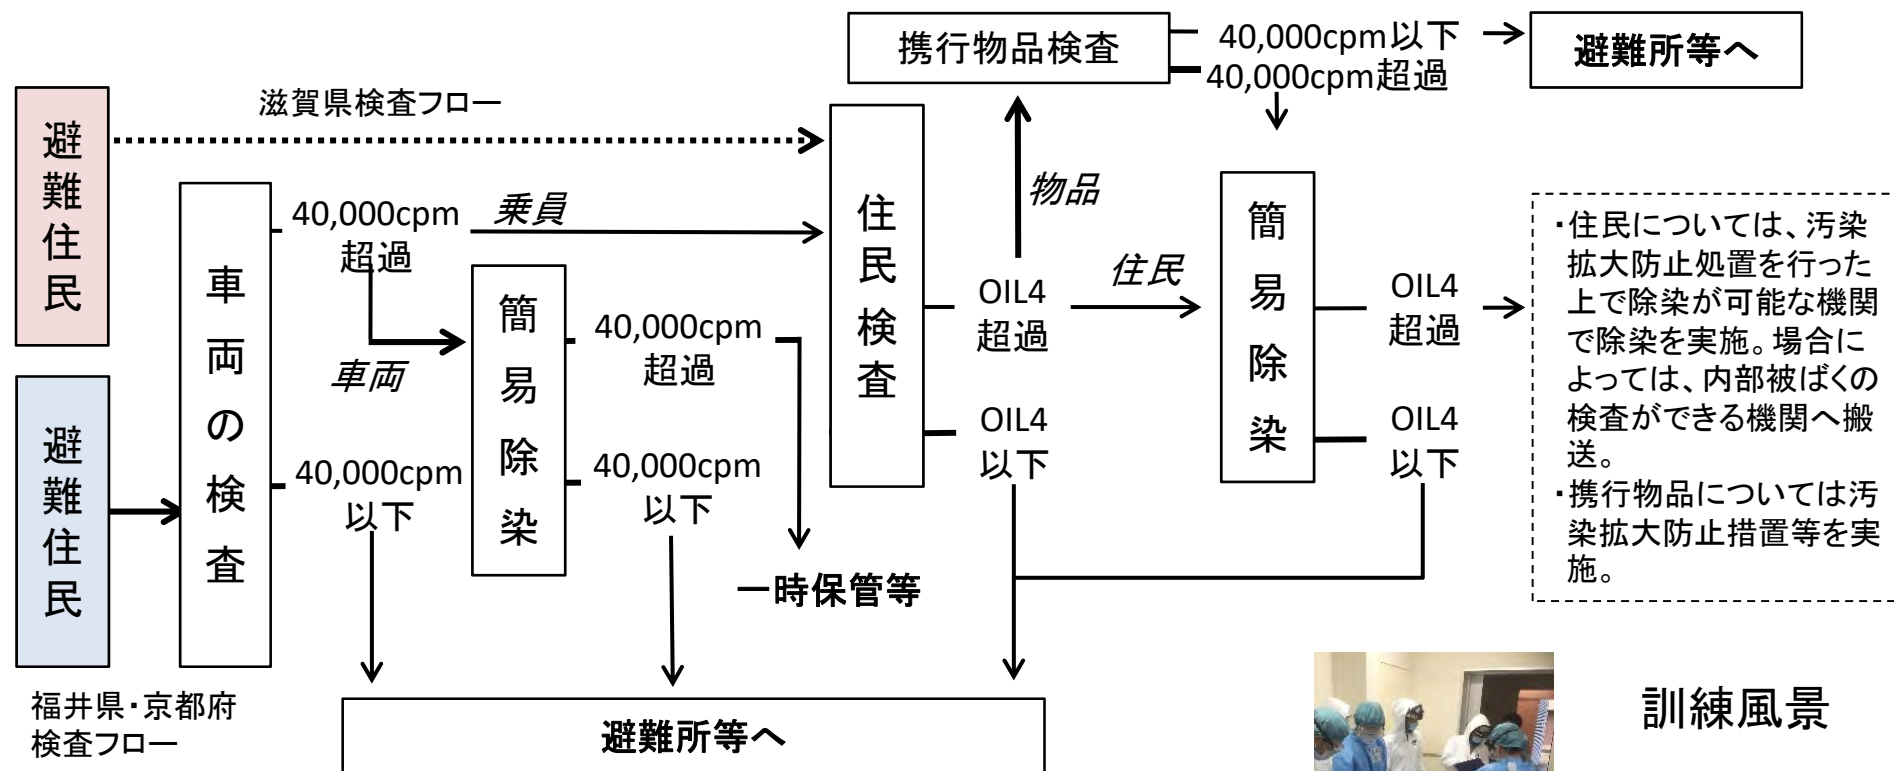 携行物品検査
40,000cpm以下
40,000cpm超過
避難所等へ
滋賀県検査フロー
避難住民
避難住民
福井県・京都府
検査フロー
車両の検査
40,000cpm
超過
乗員
車両
40,000cpm
以下
簡易除染
40,000cpm
超過
40,000cpm
以下
一時保管等
住民検査
物品
OIL4
超過
住民
OIL4
以下
簡易除染
OIL4
超過
OIL4
以下
・住民については、汚染
拡大防止処置を行った
上で除染が可能な機関
で除染を実施。場合に
よっては、内部被ばくの
検査ができる機関へ搬
送。
・携行物品については汚
染拡大防止措置等を実
施。
避難所等へ
訓練風景